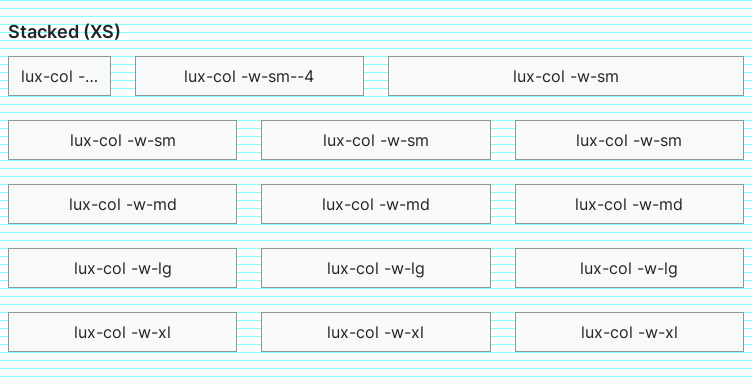 Stacked (XS)
lux-col -... lux-col -w-sm--4 lux-col -w-sm
lux-col -w-sm lux-col -w-sm lux-col -w-sm
lux-col -w-md lux-col -w-md lux-col -w-md
lux-col -w-lg lux-col -w-lg lux-col -w-lg
lux-col -w-xl lux-col -w-xl lux-col -w-xl